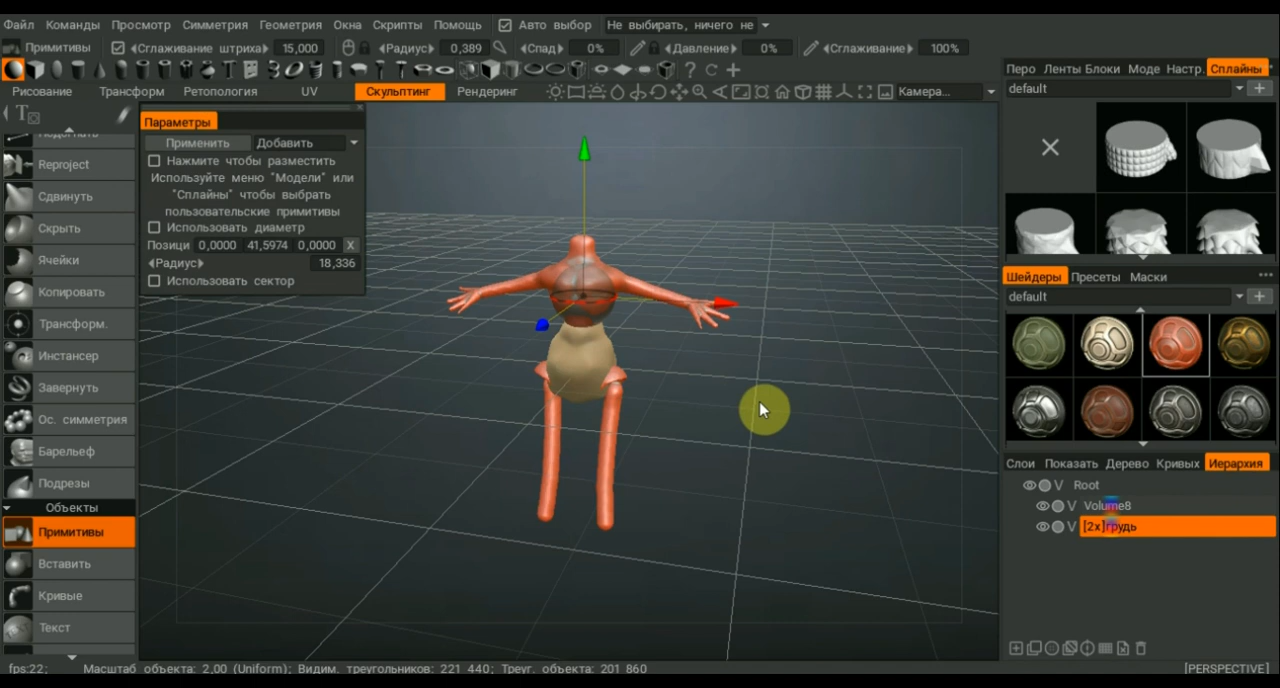 Файл Команды Просмотр Симметрия Геометрия Окна Скрипты Помощь Авто выбор Не выбирать, ничего не
Примитивы Сглаживание штриха 15,000 Радиус 0,389 Спад 0% Давление 0% Сглаживание 100%
Рисование Трансформ Ретопология UV Скульптинг Рендеринг Камера...
Reproject
Сдвинуть
Скрыть
Ячейки
Копировать
Трансформ.
Инстансер
Завернуть
Ос. симметрия
Барельеф
Подрезы
Объекты
Примитивы
Вставить
Кривые
Текст
Параметры
Применить Добавить
Нажмите чтобы разместить
Используйте меню "Модели" или
"Сплайны" чтобы выбрать
пользовательские примитивы
Использовать диаметр
Позици 0,0000 41,5974 0,0000 X
Радиус 18,336
Использовать сектор
Перо Ленты Блоки Моде Настр. Сплайны
default
Шейдеры Пресеты Маски
default
Слои Показать Дерево Кривых Иерархия
V Root
V Volume8
V [2x]грудь
fps:22; Масштаб объекта: 2,00 (Uniform); Видим. треугольников: 221 440; Треуг. объекта: 201 860 [PERSPECTIVE]